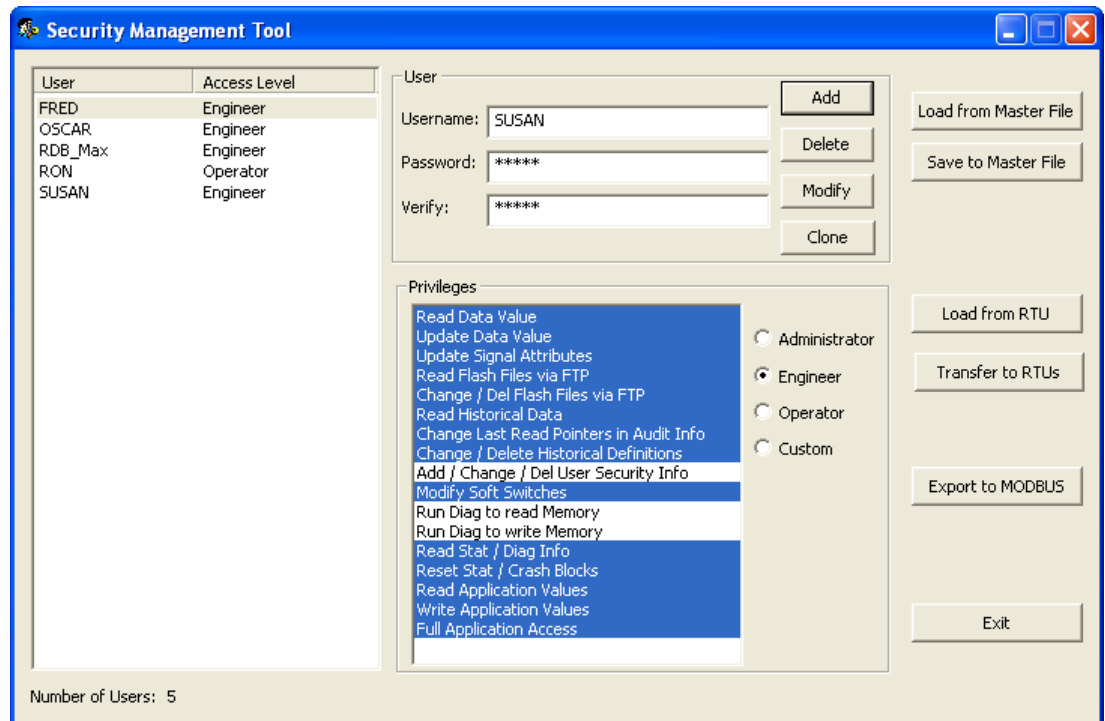 Security Management Tool
User Access Level
FRED Engineer
OSCAR Engineer
RDB_Max Engineer
RON Operator
SUSAN Engineer
Number of Users: 5
User
Username: SUSAN
Password: *****
Verify: *****
Add
Delete
Modify
Clone
Privileges
Read Data Value
Update Data Value
Update Signal Attributes
Read Flash Files via FTP
Change / Del Flash Files via FTP
Read Historical Data
Change Last Read Pointers in Audit Info
Change / Delete Historical Definitions
Add / Change / Del User Security Info
Modify Soft Switches
Run Diag to read Memory
Run Diag to write Memory
Read Stat / Diag Info
Reset Stat / Crash Blocks
Read Application Values
Write Application Values
Full Application Access
Administrator
Engineer
Operator
Custom
Load from Master File
Save to Master File
Load from RTU
Transfer to RTUs
Export to MODBUS
Exit